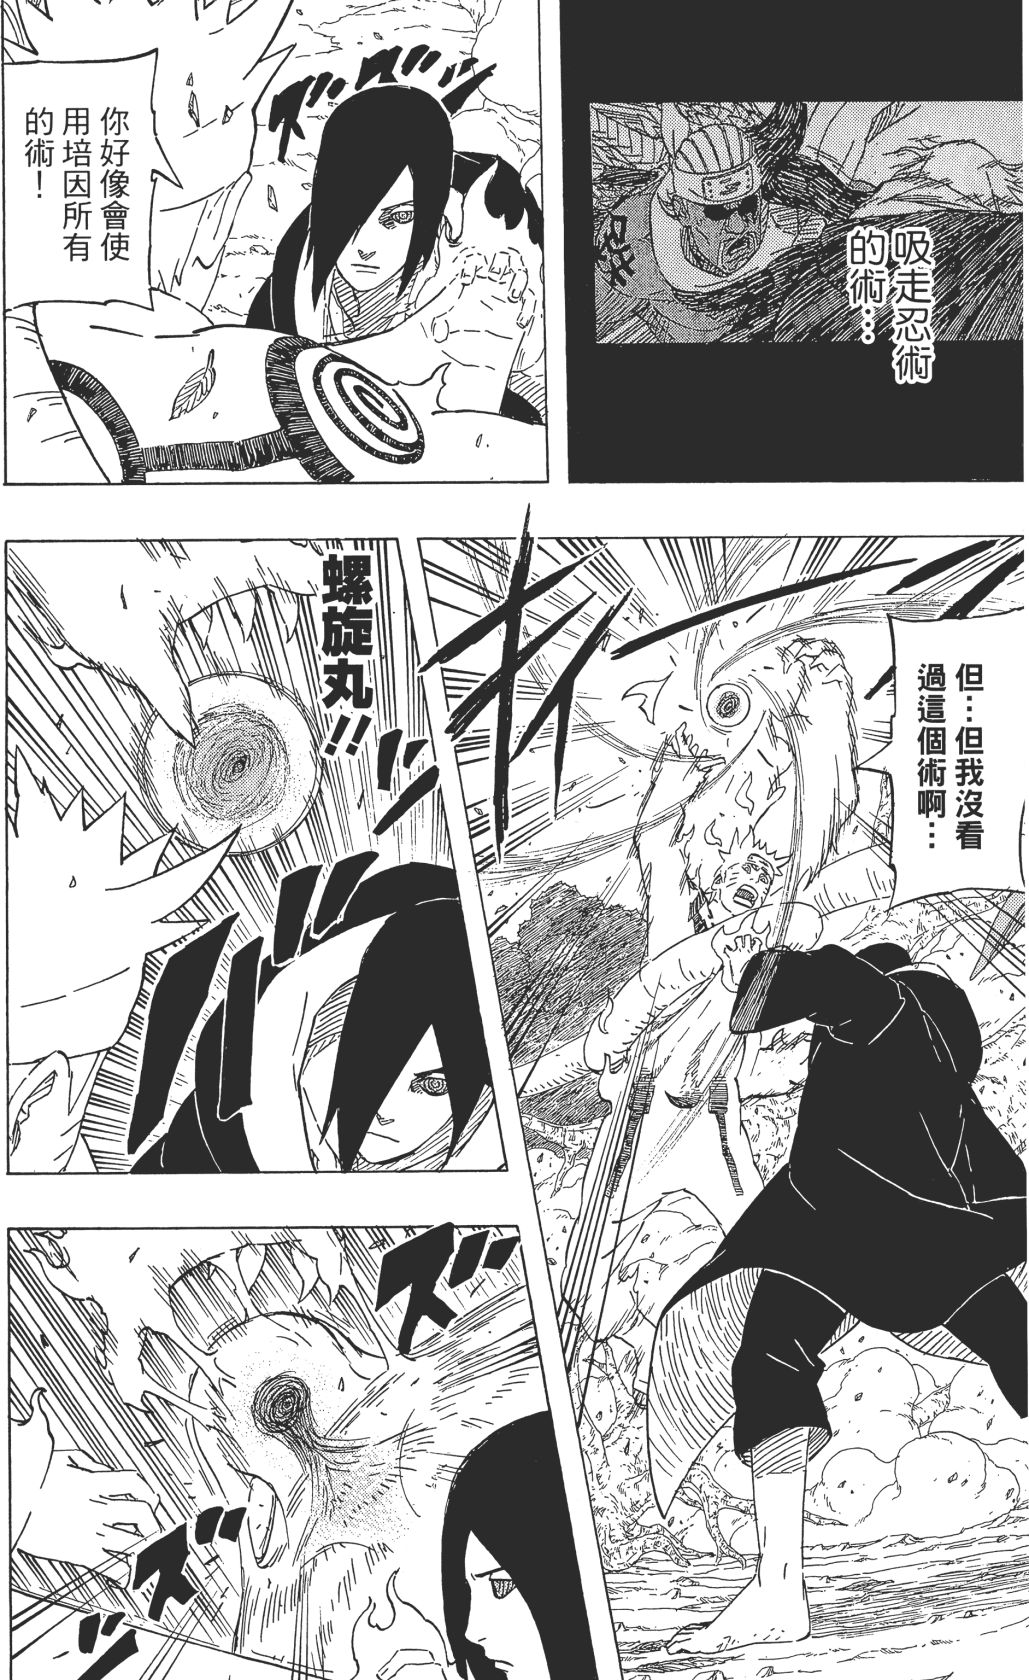 吸走忍術
的術…
你好像會使
用培因所有
的術！
但…但我沒看
過這個術啊…
螺旋丸!!